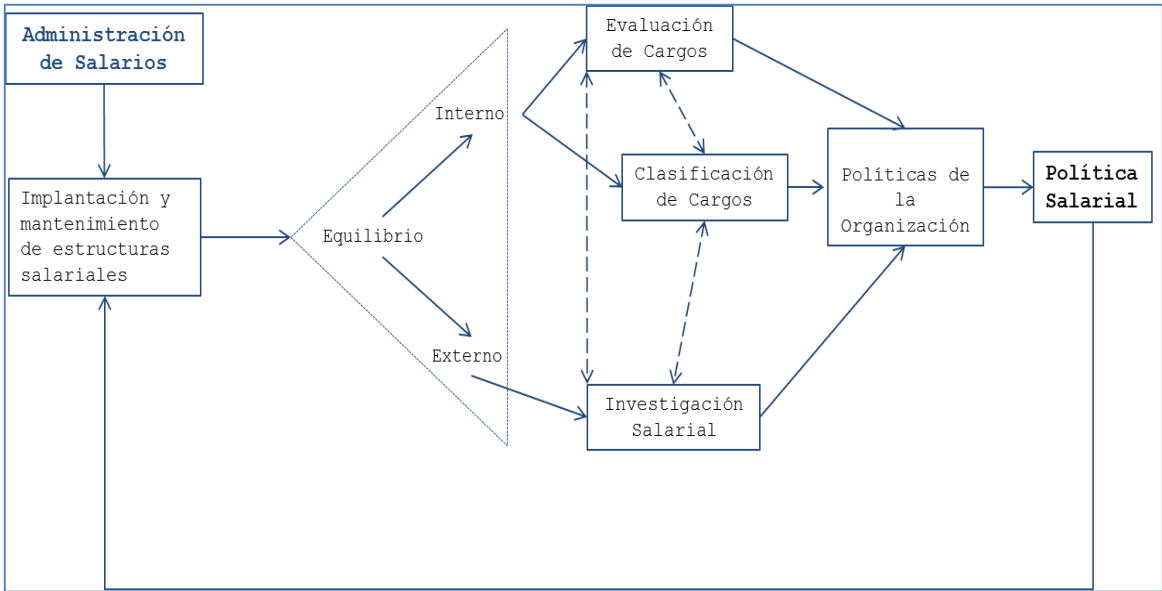 Administración
de Salarios
Implantación y
mantenimiento
de estructuras
salariales
Equilibrio
Interno
Externo
Evaluación
de Cargos
Clasificación
de Cargos
Investigación
Salarial
Políticas de
la
Organización
Política
Salarial